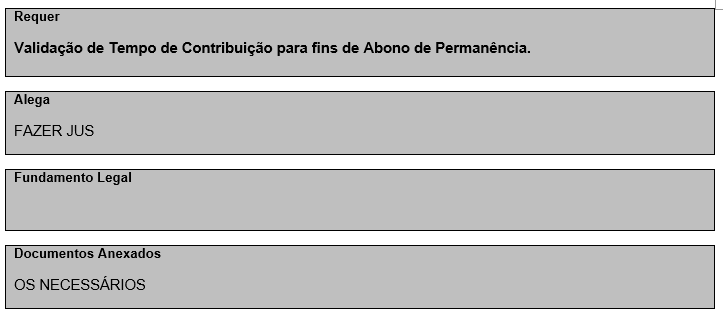 Requer
Validação de Tempo de Contribuição para fins de Abono de Permanência.
Alega
FAZER JUS
Fundamento Legal
Documentos Anexados
OS NECESSÁRIOS